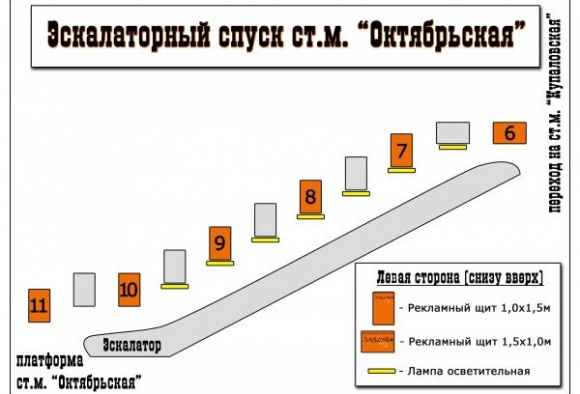 Эскалаторный спуск ст.м. “Октябрьская”
переход на ст.м. “Купаловская”
6
7
8
9
10
11
Эскалатор
платформа
ст.м. “Октябрьская”
Левая сторона (снизу вверх)
- Рекламный щит 1,0х1,5м
- Рекламный щит 1,5х1,0м
- Лампа осветительная